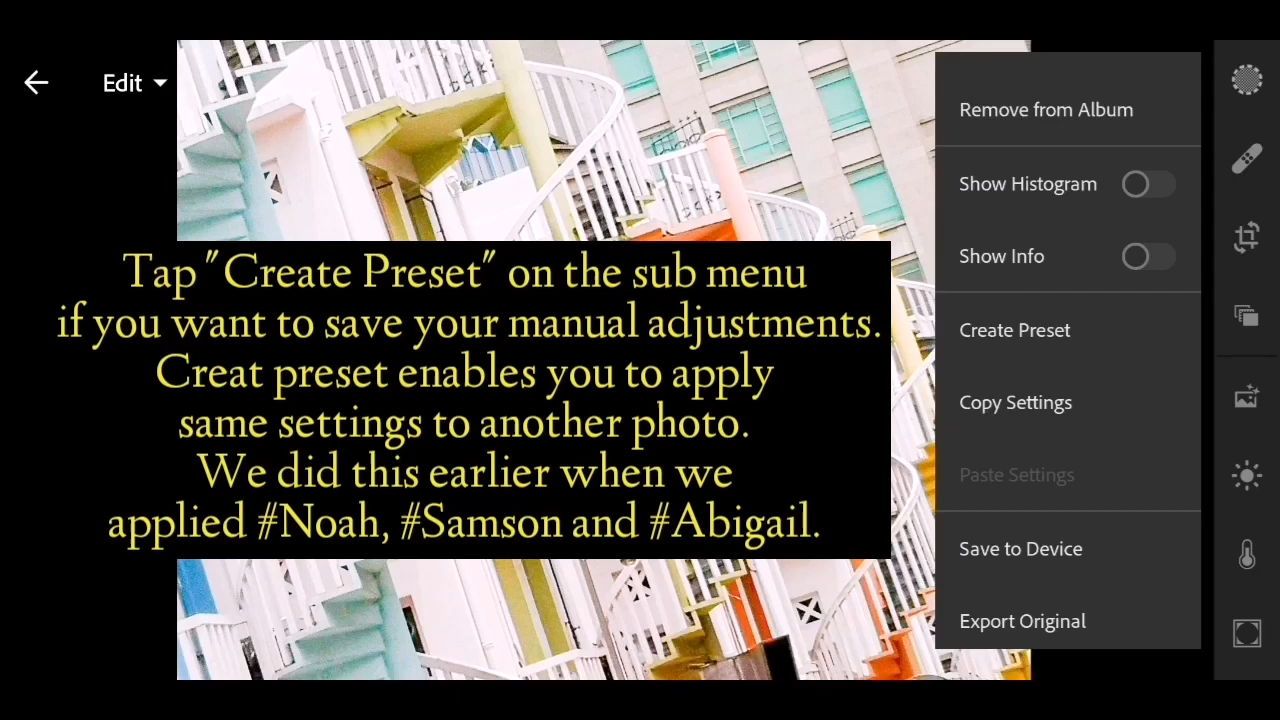 Edit
Remove from Album
Show Histogram
Show Info
Tap "Create Preset" on the sub menu
if you want to save your manual adjustments.
Creat preset enables you to apply
same settings to another photo.
We did this earlier when we
applied #Noah, #Samson and #Abigail.
Create Preset
Copy Settings
Paste Settings
Save to Device
Export Original